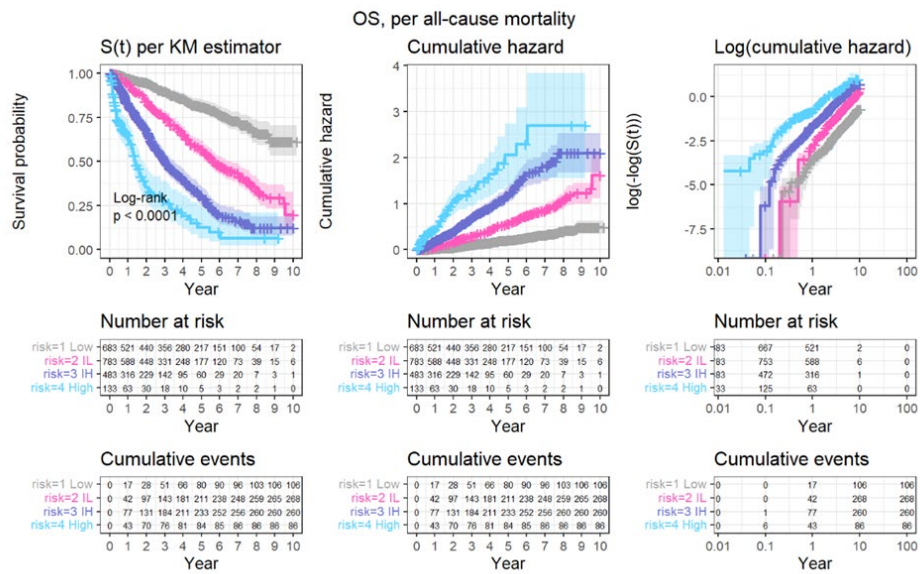 OS, per all-cause mortality
S(t) per KM estimator
Cumulative hazard
Log(cumulative hazard)
Survival probability
1.00
0.75
0.50
0.25
0.00
Log-rank
p < 0.0001
0 1 2 3 4 5 6 7 8 9 10
Year
Cumulative hazard
4
3
2
1
0
0 1 2 3 4 5 6 7 8 9 10
Year
log(-log(S(t)))
0.0
-2.5
-5.0
-7.5
0.01 0.1 1 10 100
Year
Number at risk
risk=1 Low 683 521 440 356 280 217 151 100 54 17 2
risk=2 IL 783 588 448 331 248 177 120 73 39 15 6
risk=3 IH 483 316 229 142 95 60 29 20 7 3 1
risk=4 High 133 63 30 18 10 5 3 2 2 1 0
0 1 2 3 4 5 6 7 8 9 10
Year
Number at risk
risk=1 Low 683 521 440 356 280 217 151 100 54 17 2
risk=2 IL 783 588 448 331 248 177 120 73 39 15 6
risk=3 IH 483 316 229 142 95 60 29 20 7 3 1
risk=4 High 133 63 30 18 10 5 3 2 2 1 0
0 1 2 3 4 5 6 7 8 9 10
Year
Number at risk
risk=1 Low 83 667 521 2 0
risk=2 IL 83 753 588 6 0
risk=3 IH 83 472 316 1 0
risk=4 High 33 125 63 0 0
0.01 0.1 1 10 100
Year
Cumulative events
risk=1 Low 0 17 28 51 66 80 90 96 103 106 106
risk=2 IL 0 42 97 143 181 211 238 248 259 265 268
risk=3 IH 0 77 131 184 211 233 252 256 260 260 260
risk=4 High 0 43 70 76 81 84 85 86 86 86 86
0 1 2 3 4 5 6 7 8 9 10
Year
Cumulative events
risk=1 Low 0 17 28 51 66 80 90 96 103 106 106
risk=2 IL 0 42 97 143 181 211 238 248 259 265 268
risk=3 IH 0 77 131 184 211 233 252 256 260 260 260
risk=4 High 0 43 70 76 81 84 85 86 86 86 86
0 1 2 3 4 5 6 7 8 9 10
Year
Cumulative events
risk=1 Low 0 0 17 106 106
risk=2 IL 0 0 42 268 268
risk=3 IH 0 1 77 260 260
risk=4 High 0 6 43 86 86
0.01 0.1 1 10 100
Year